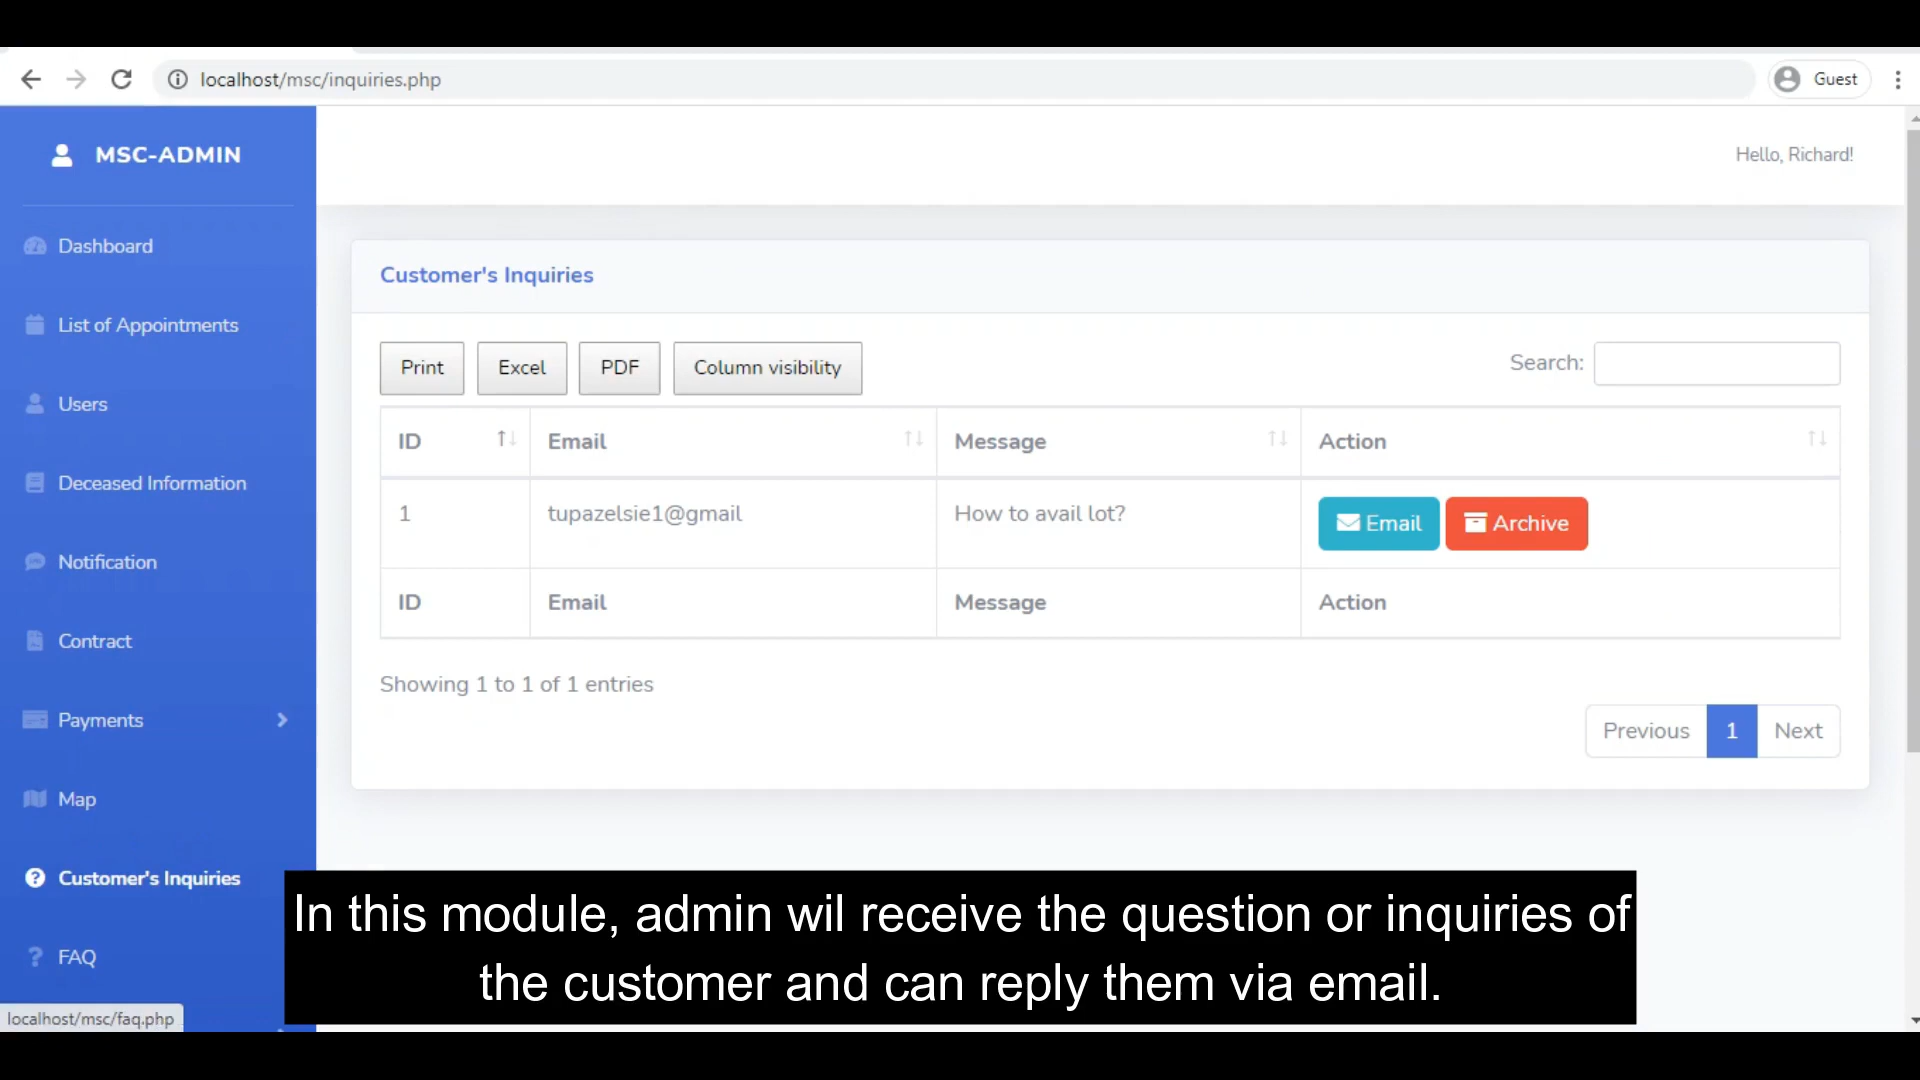 localhost/msc/inquiries.php
Guest
MSC-ADMIN
Hello, Richard!
Dashboard
List of Appointments
Users
Deceased Information
Notification
Contract
Payments
Map
Customer's Inquiries
FAQ
Customer's Inquiries
Print Excel PDF Column visibility
Search:
ID Email Message Action
1 tupazelsie1@gmail How to avail lot? Email Archive
ID Email Message Action
Showing 1 to 1 of 1 entries
Previous 1 Next
In this module, admin wil receive the question or inquiries of
the customer and can reply them via email.
localhost/msc/faq.php